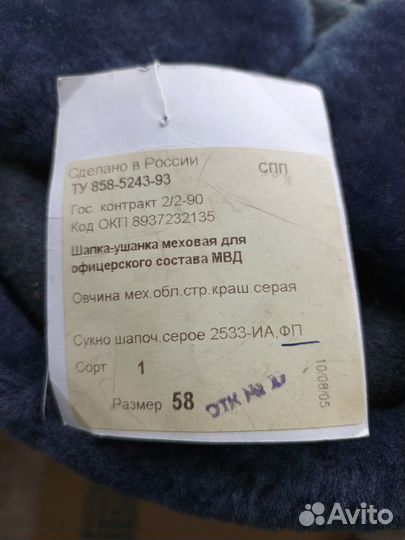 Сделано в России СПП
ТУ 858-5243-93
Гос. контракт 2/2-90
Код ОКП 8937232135
Шапка-ушанка меховая для
офицерского состава МВД
Овчина мех.обл.стр.краш.серая
Сукно шапоч.серое 2533-ИА,ФП
Сорт 1
Размер 58
ОТК №
10/08/05
Avito